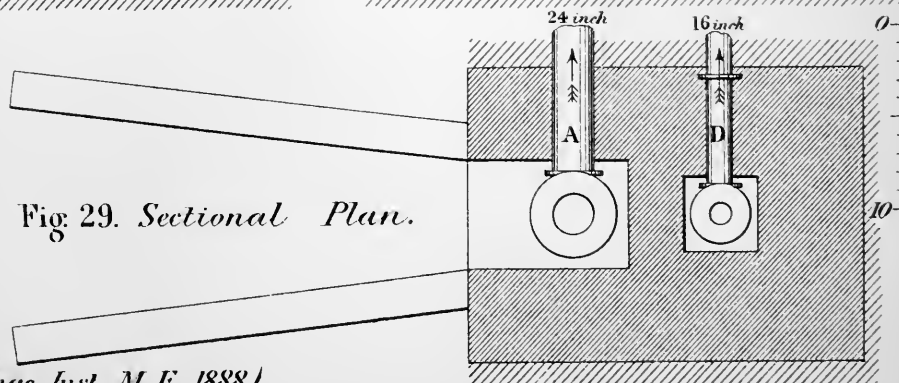 24 inch
16 inch
0
A
D
Fig. 29. Sectional Plan.
10
Inst. M. E. 1888)